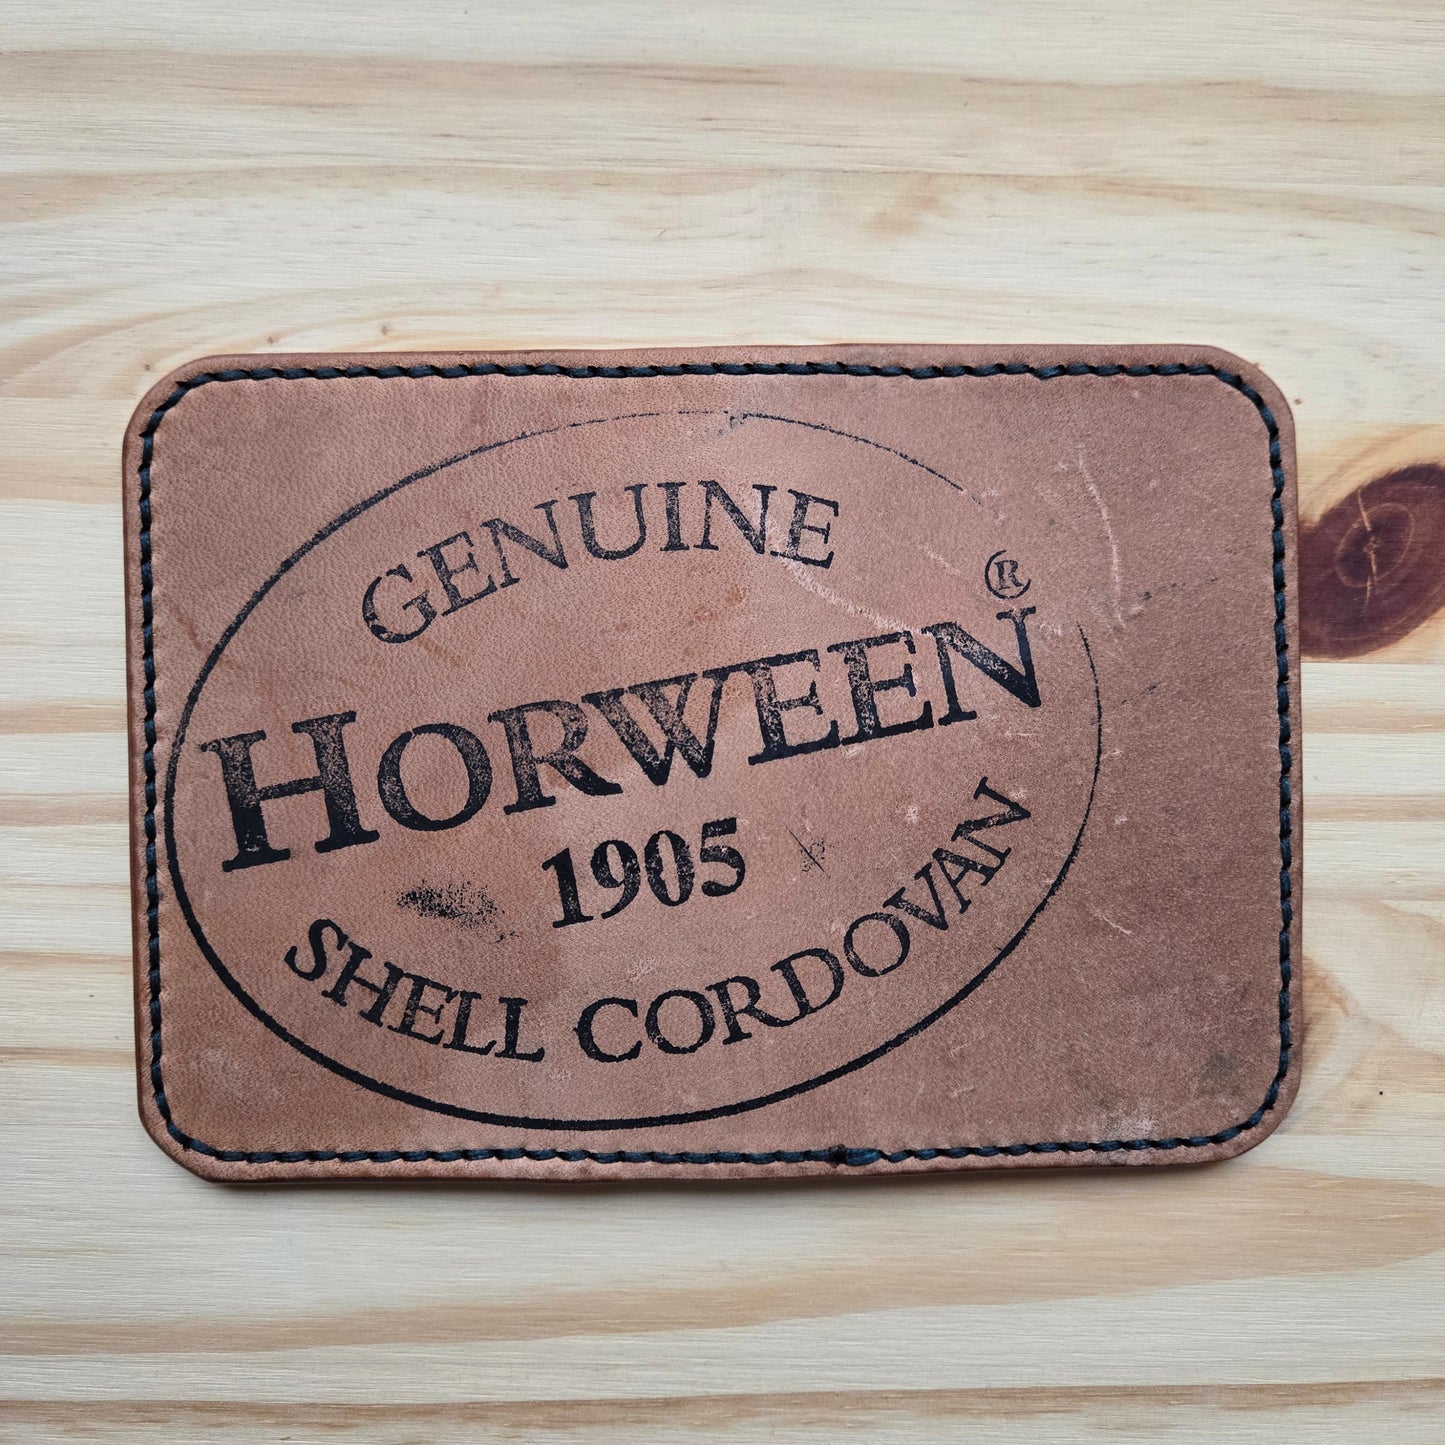 GENUINE
HORWEEN®
1905
SHELL CORDOVAN